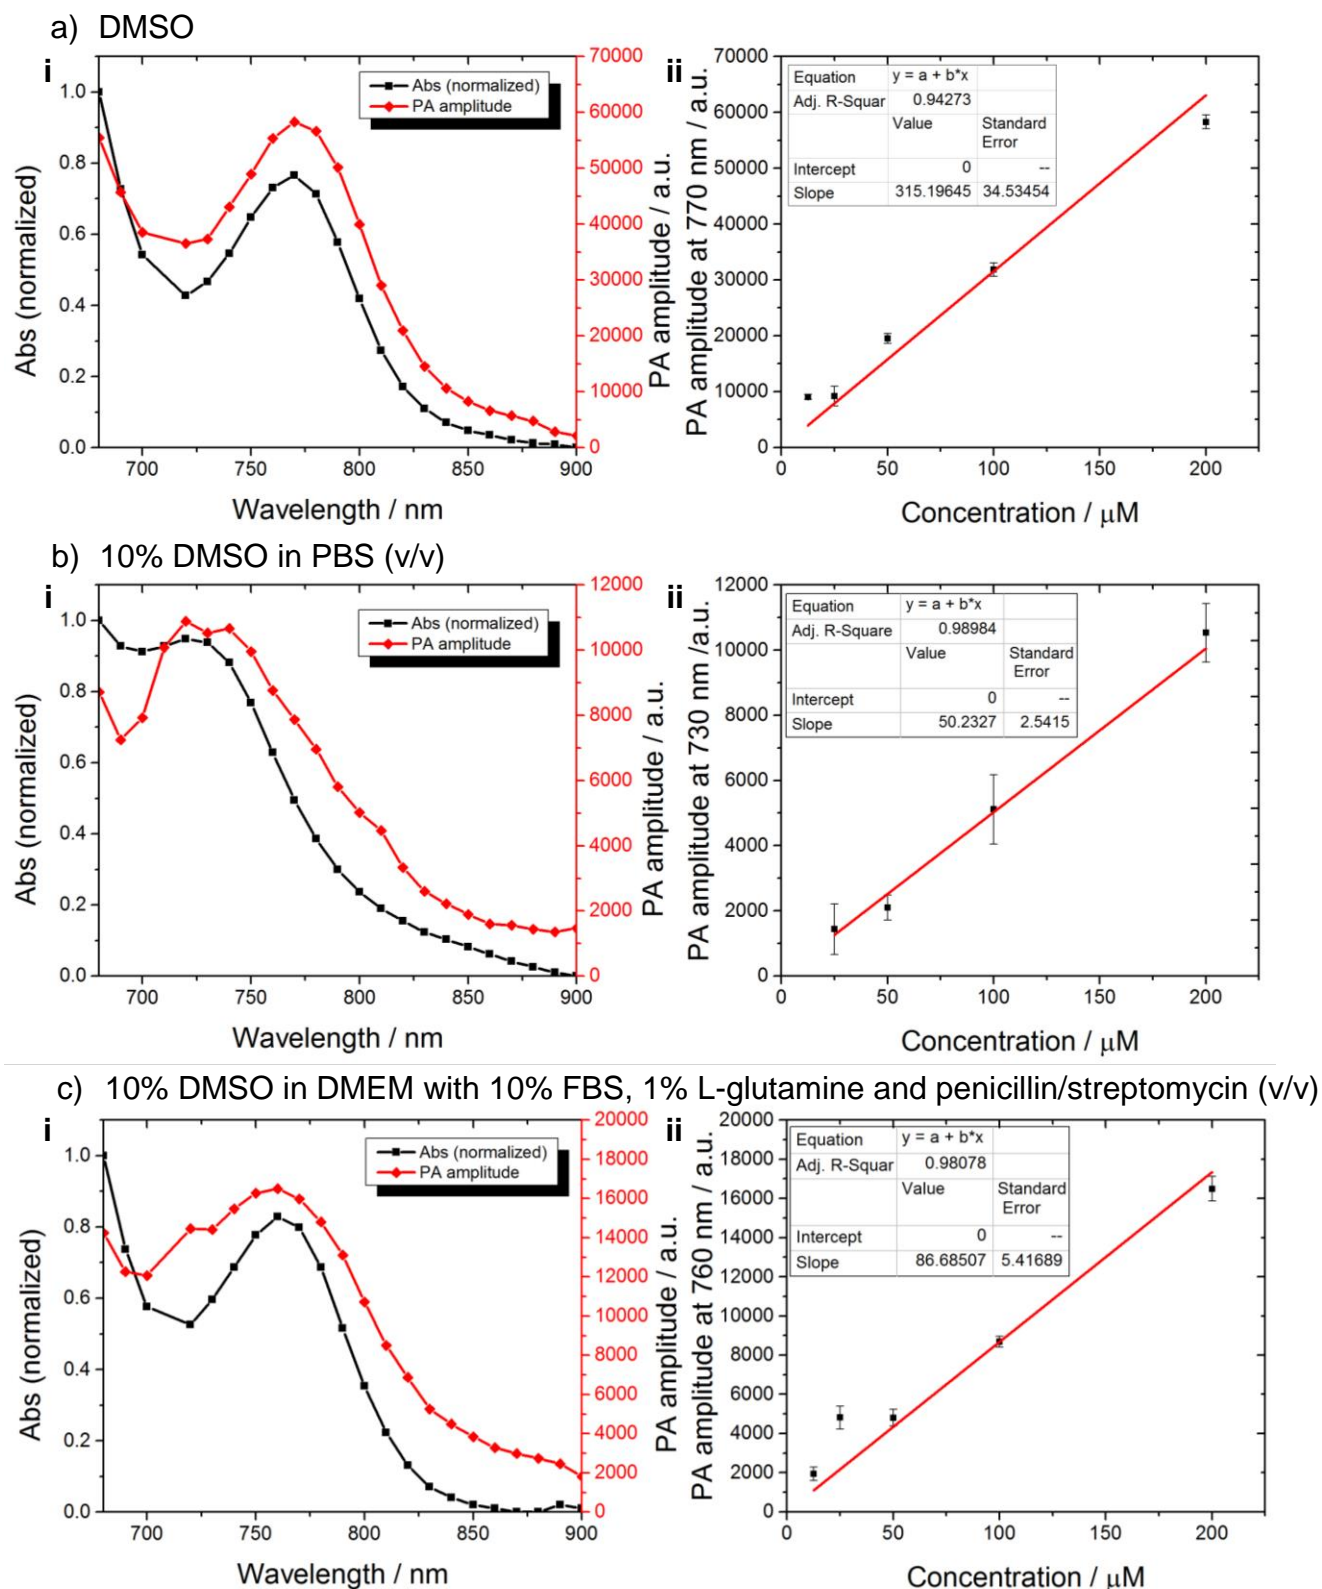 a) DMSO
i
Abs (normalized)
PA amplitude
1.0
0.8
0.6
0.4
0.2
0.0
Abs (normalized)
70000
60000
50000
40000
30000
20000
10000
0
PA amplitude / a.u.
700
750
800
850
900
Wavelength / nm
ii
Equation y = a + b*x
Adj. R-Squar 0.94273
Value Standard
Error
Intercept 0 --
Slope 315.19645 34.53454
70000
60000
50000
40000
30000
20000
10000
0
PA amplitude at 770 nm / a.u.
0
50
100
150
200
Concentration / μM
b) 10% DMSO in PBS (v/v)
i
Abs (normalized)
PA amplitude
1.0
0.8
0.6
0.4
0.2
0.0
Abs (normalized)
12000
10000
8000
6000
4000
2000
0
PA amplitude / a.u.
700
750
800
850
900
Wavelength / nm
ii
Equation y = a + b*x
Adj. R-Square 0.98984
Value Standard
Error
Intercept 0 --
Slope 50.2327 2.5415
12000
10000
8000
6000
4000
2000
0
PA amplitude at 730 nm /a.u.
0
50
100
150
200
Concentration / μM
c) 10% DMSO in DMEM with 10% FBS, 1% L-glutamine and penicillin/streptomycin (v/v)
i
Abs (normalized)
PA amplitude
1.0
0.8
0.6
0.4
0.2
0.0
Abs (normalized)
20000
18000
16000
14000
12000
10000
8000
6000
4000
2000
0
PA amplitude / a.u.
700
750
800
850
900
Wavelength / nm
ii
Equation y = a + b*x
Adj. R-Squar 0.98078
Value Standard
Error
Intercept 0 --
Slope 86.68507 5.41689
20000
18000
16000
14000
12000
10000
8000
6000
4000
2000
0
PA amplitude at 760 nm / a.u.
0
50
100
150
200
Concentration / μM